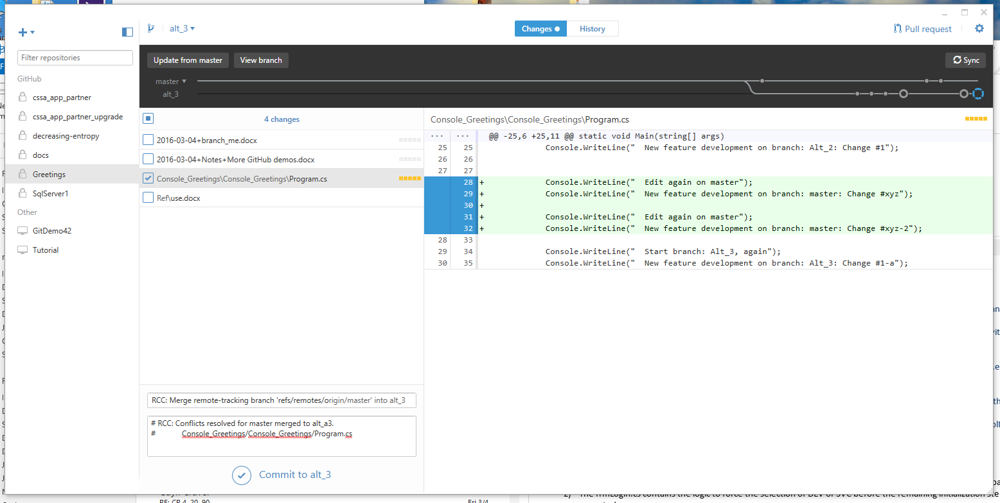 alt_3
Changes
History
Pull request
Filter repositories
GitHub
cssa_app_partner
cssa_app_partner_upgrade
decreasing-entropy
docs
Greetings
SqlServer1
Other
GitDemo42
Tutorial
Update from master
View branch
Sync
master
alt_3
4 changes
2016-03-04+branch_me.docx
2016-03-04+Notes+More GitHub demos.docx
Console_Greetings\Console_Greetings\Program.cs
Ref\use.docx
RCC: Merge remote-tracking branch 'refs/remotes/origin/master' into alt_3
# RCC: Conflicts resolved for master merged to alt_a3.
# Console_Greetings/Console_Greetings/Program.cs
Commit to alt_3
Console_Greetings\Console_Greetings\Program.cs
... ... @@ -25,6 +25,11 @@ static void Main(string[] args)
25 25 Console.WriteLine("  New feature development on branch: Alt_2: Change #1");
26 26
27 27
28 + Console.WriteLine("  Edit again on master");
29 + Console.WriteLine("  New feature development on branch: master: Change #xyz");
30 +
31 + Console.WriteLine("  Edit again on master");
32 + Console.WriteLine("  New feature development on branch: master: Change #xyz-2");
28 33
29 34 Console.WriteLine("  Start branch: Alt_3, again");
30 35 Console.WriteLine("  New feature development on branch: Alt_3: Change #1-a");
RE: CP 4, 20, 90
Fri 3/4